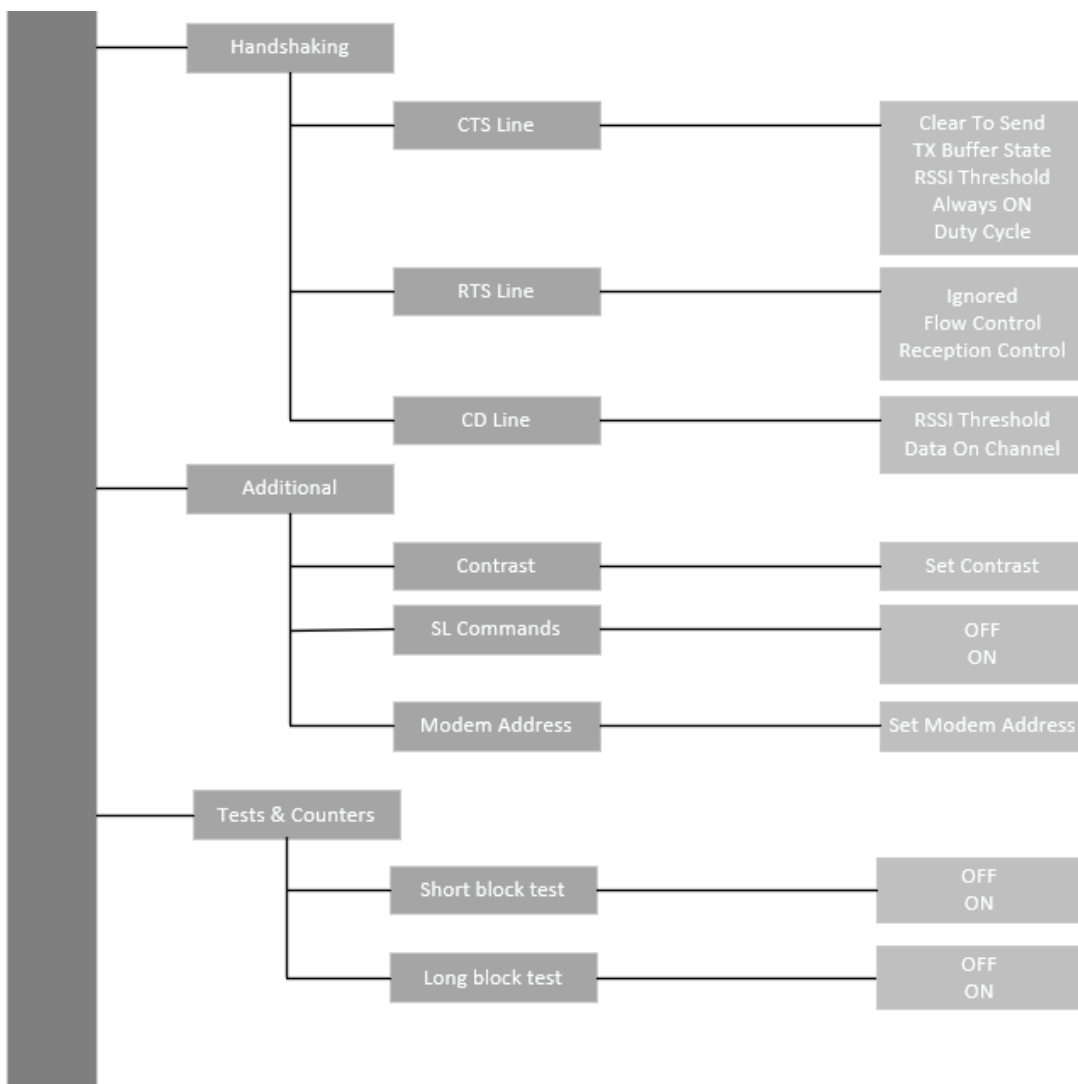 Handshaking
CTS Line
Clear To Send
TX Buffer State
RSSI Threshold
Always ON
Duty Cycle
RTS Line
Ignored
Flow Control
Reception Control
CD Line
RSSI Threshold
Data On Channel
Additional
Contrast
Set Contrast
SL Commands
OFF
ON
Modem Address
Set Modem Address
Tests & Counters
Short block test
OFF
ON
Long block test
OFF
ON